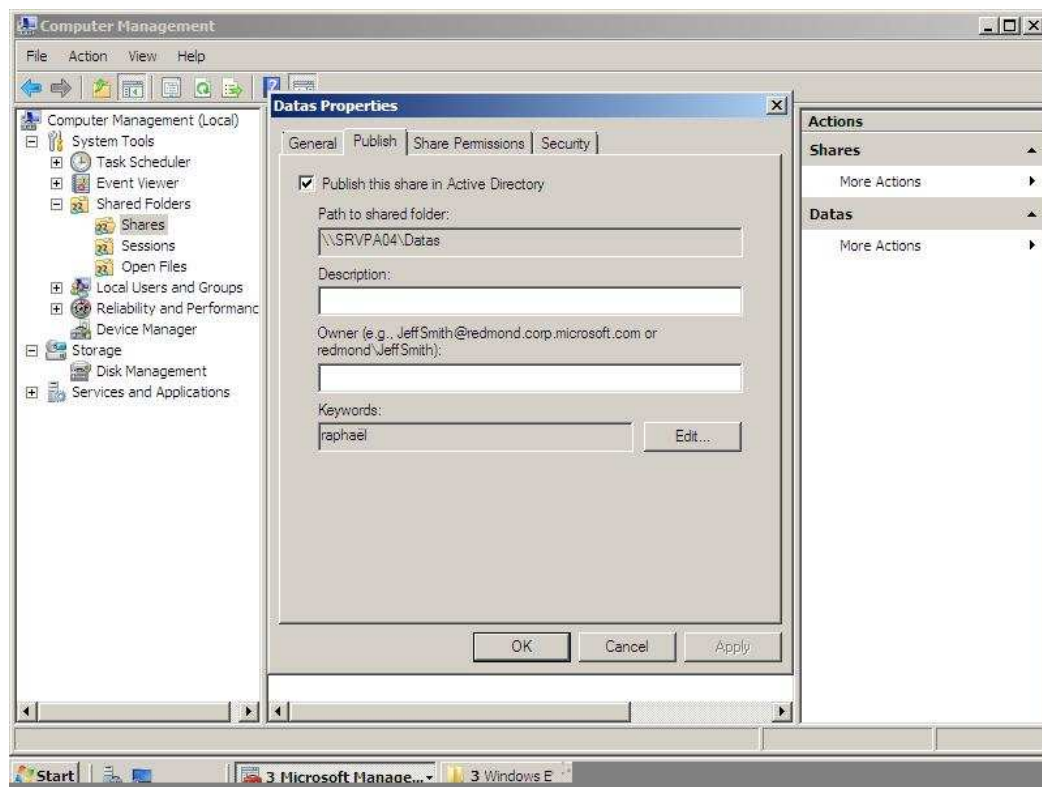 Computer Management
File Action View Help
Computer Management (Local)
System Tools
Task Scheduler
Event Viewer
Shared Folders
Shares
Sessions
Open Files
Local Users and Groups
Reliability and Performanc
Device Manager
Storage
Disk Management
Services and Applications
Datas Properties
General Publish Share Permissions Security
Publish this share in Active Directory
Path to shared folder:
\\SRVPA04\Datas
Description:
Owner (e.g., JeffSmith@redmond.corp.microsoft.com or
redmond\JeffSmith):
Keywords:
raphaël
Edit...
OK Cancel Apply
Actions
Shares
More Actions
Datas
More Actions
Start 3 Microsoft Manage... 3 Windows E